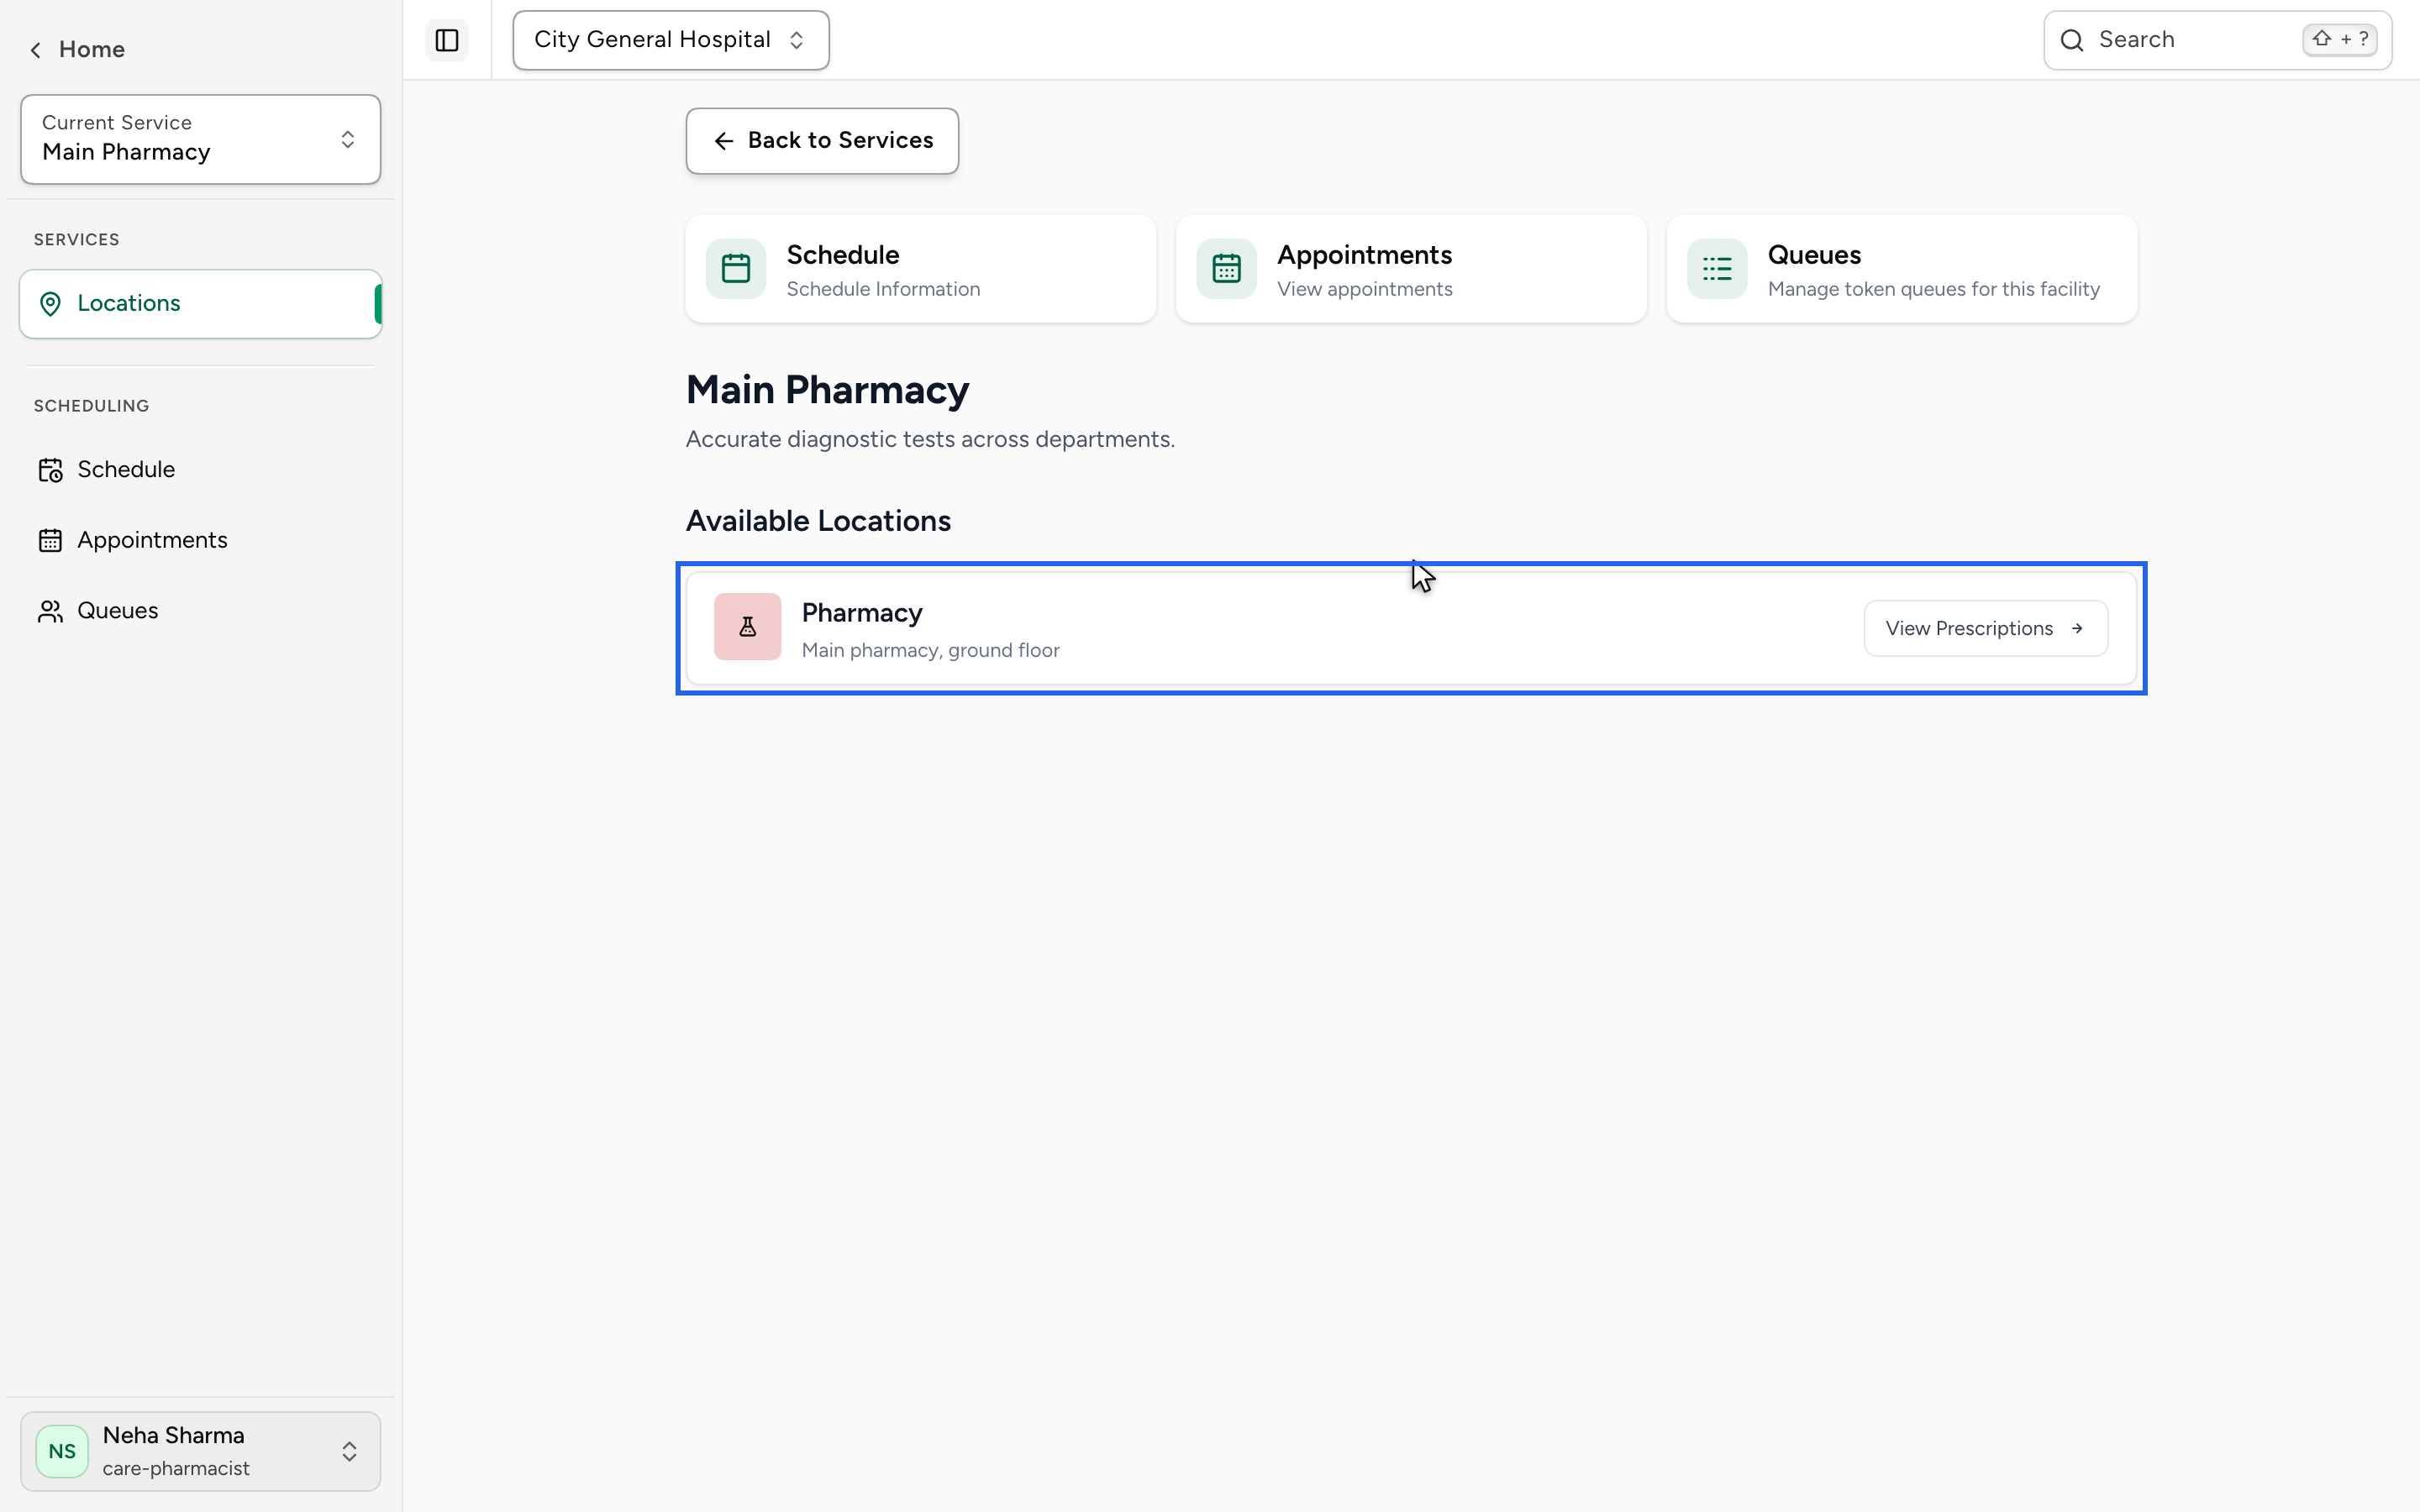 Home
Current Service
Main Pharmacy
SERVICES
Locations
SCHEDULING
Schedule
Appointments
Queues
NS
Neha Sharma
care-pharmacist
City General Hospital
Search
+ ?
Back to Services
Schedule
Schedule Information
Appointments
View appointments
Queues
Manage token queues for this facility
Main Pharmacy
Accurate diagnostic tests across departments.
Available Locations
Pharmacy
Main pharmacy, ground floor
View Prescriptions